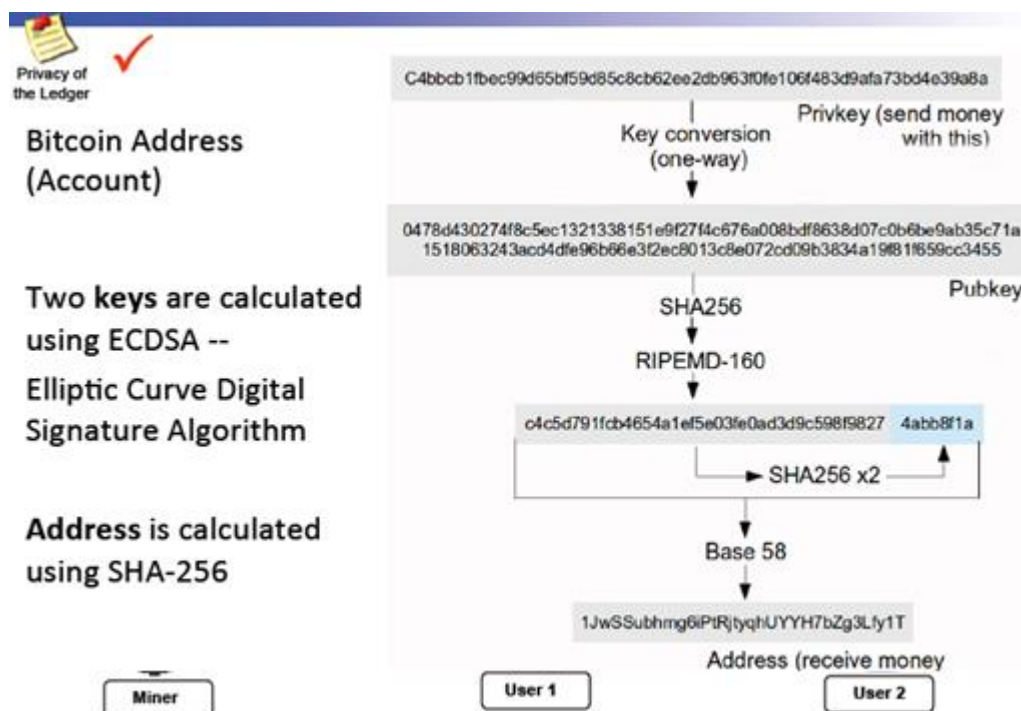 Privacy of
the Ledger
Bitcoin Address
(Account)
Two keys are calculated
using ECDSA --
Elliptic Curve Digital
Signature Algorithm
Address is calculated
using SHA-256
C4bbcb1fbec99d65bf59d85c8cb62ee2db963f0fe106f483d9afa73bd4e39a8a
Privkey (send money
with this)
Key conversion
(one-way)
0478d430274f8c5ec1321338151e9f27f4c676a008bdf8638d07c0b6be9ab35c71a
1518063243acd4dfe96b66e3f2ec8013c8e072cd09b3834a19f81f659cc3455
Pubkey
SHA256
RIPEMD-160
c4c5d791fcb4654a1ef5e03fe0ad3d9c598f9827 4abb8f1a
SHA256 x2
Base 58
1JwSSubhmg6iPtRjtyqhUYYH7bZg3Lfy1T
Address (receive money
Miner
User 1
User 2